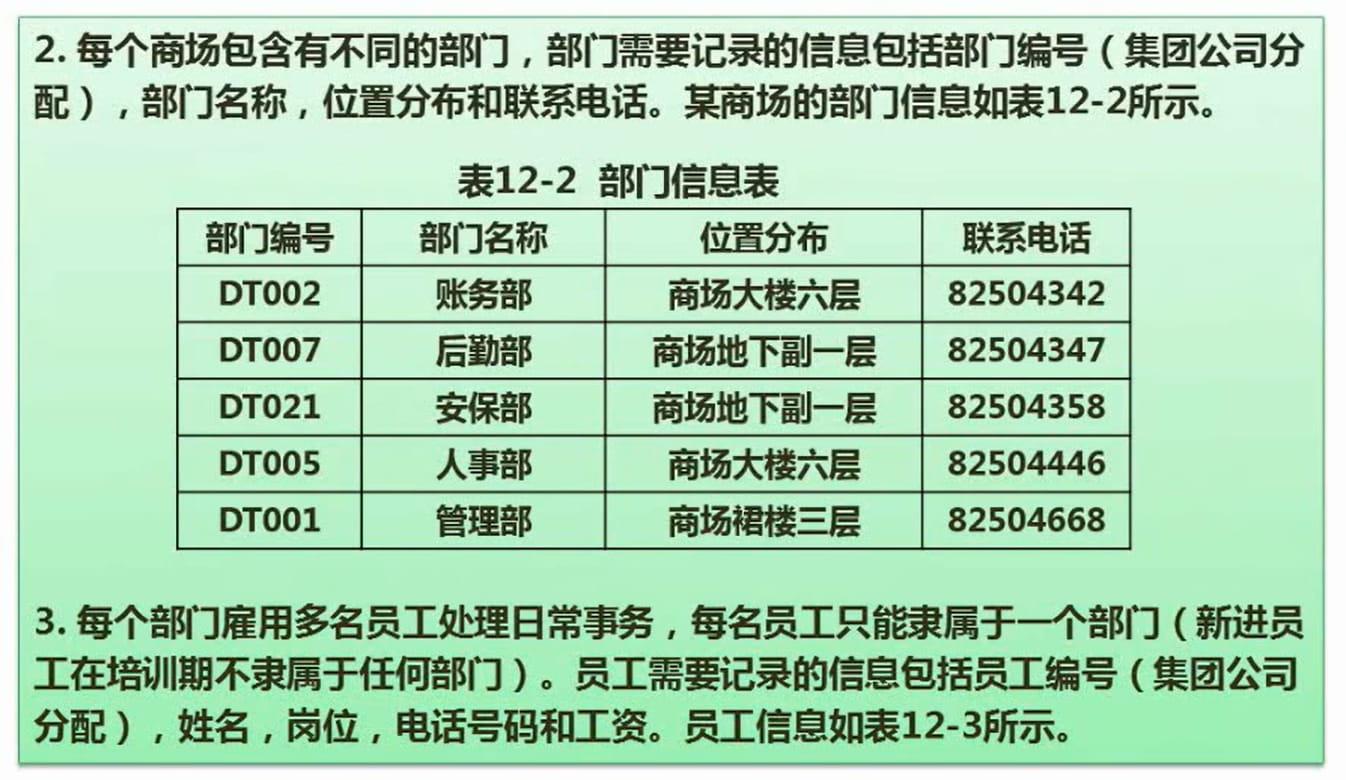 2. 每个商场包含有不同的部门，部门需要记录的信息包括部门编号（集团公司分
配），部门名称，位置分布和联系电话。某商场的部门信息如表12-2所示。
表12-2 部门信息表
部门编号 部门名称 位置分布 联系电话
DT002 账务部 商场大楼六层 82504342
DT007 后勤部 商场地下副一层 82504347
DT021 安保部 商场地下副一层 82504358
DT005 人事部 商场大楼六层 82504446
DT001 管理部 商场裙楼三层 82504668
3. 每个部门雇用多名员工处理日常事务，每名员工只能隶属于一个部门（新进员
工在培训期不隶属于任何部门）。员工需要记录的信息包括员工编号（集团公司
分配），姓名，岗位，电话号码和工资。员工信息如表12-3所示。